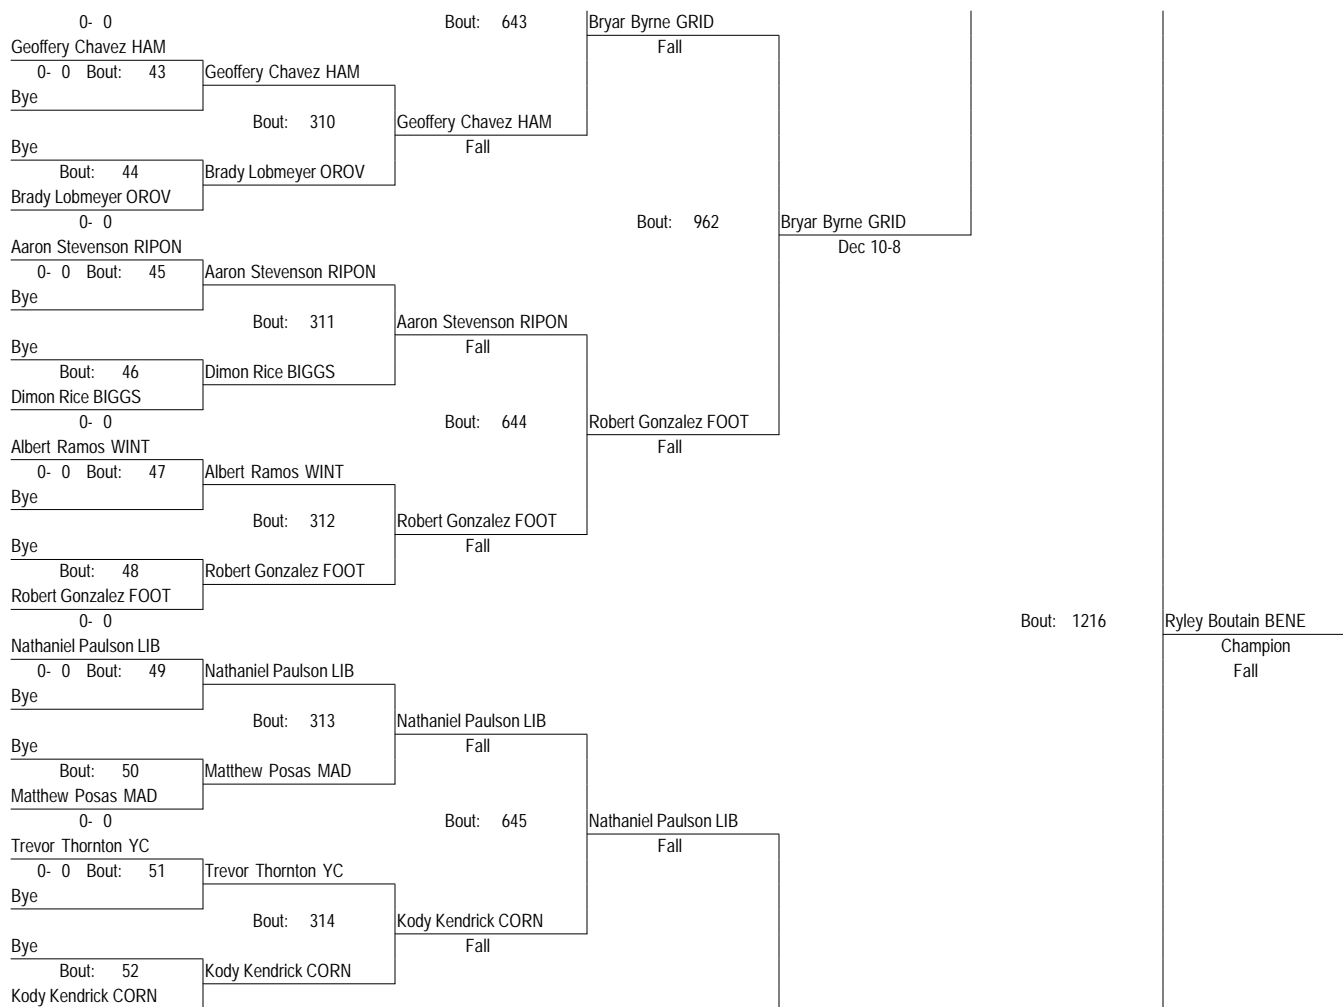 0- 0 Bout: 643 Bryar Byrne GRID
Geoffery Chavez HAM Fall
0- 0 Bout: 43 Geoffery Chavez HAM
Bye
Bout: 310 Geoffery Chavez HAM
Bye Fall
Bout: 44 Brady Lobmeyer OROV
Brady Lobmeyer OROV
0- 0 Bout: 962 Bryar Byrne GRID
Aaron Stevenson RIPON Dec 10-8
0- 0 Bout: 45 Aaron Stevenson RIPON
Bye
Bout: 311 Aaron Stevenson RIPON
Bye Fall
Bout: 46 Dimon Rice BIGGS
Dimon Rice BIGGS
0- 0 Bout: 644 Robert Gonzalez FOOT
Albert Ramos WINT Fall
0- 0 Bout: 47 Albert Ramos WINT
Bye
Bout: 312 Robert Gonzalez FOOT
Bye Fall
Bout: 48 Robert Gonzalez FOOT
Robert Gonzalez FOOT
0- 0 Bout: 1216 Ryley Boutain BENE
Nathaniel Paulson LIB Champion
0- 0 Bout: 49 Nathaniel Paulson LIB Fall
Bye
Bout: 313 Nathaniel Paulson LIB
Bye Fall
Bout: 50 Matthew Posas MAD
Matthew Posas MAD
0- 0 Bout: 645 Nathaniel Paulson LIB
Trevor Thornton YC Fall
0- 0 Bout: 51 Trevor Thornton YC
Bye
Bout: 314 Kody Kendrick CORN
Bye Fall
Bout: 52 Kody Kendrick CORN
Kody Kendrick CORN